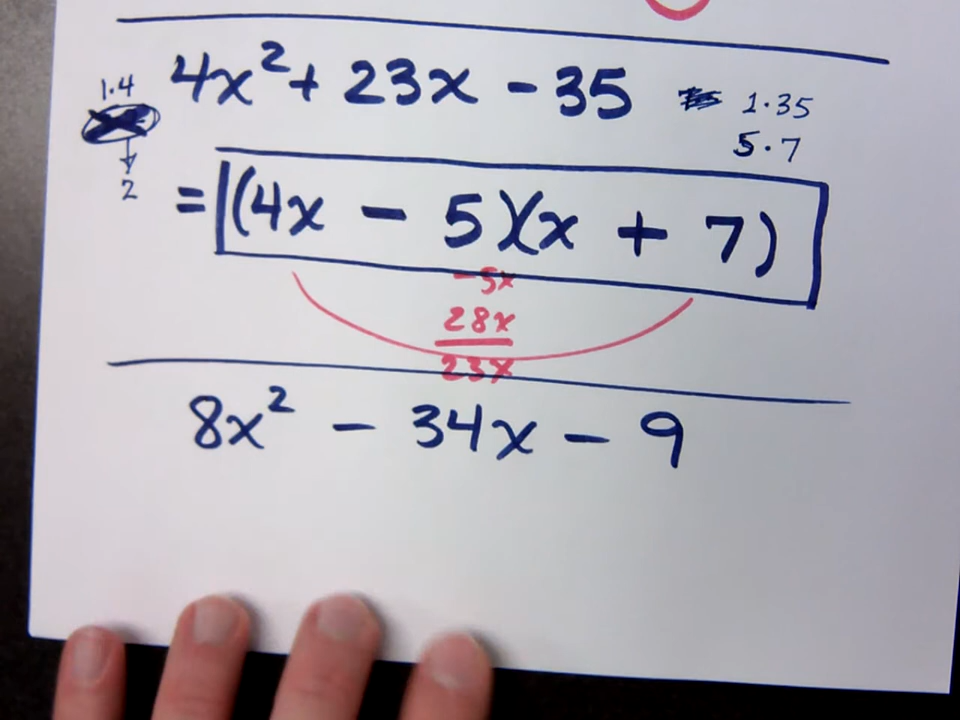 4x² + 23x - 35
1.4
1·35
5·7
2
= (4x - 5)(x + 7)
-5x
28x
23x
8x² - 34x - 9